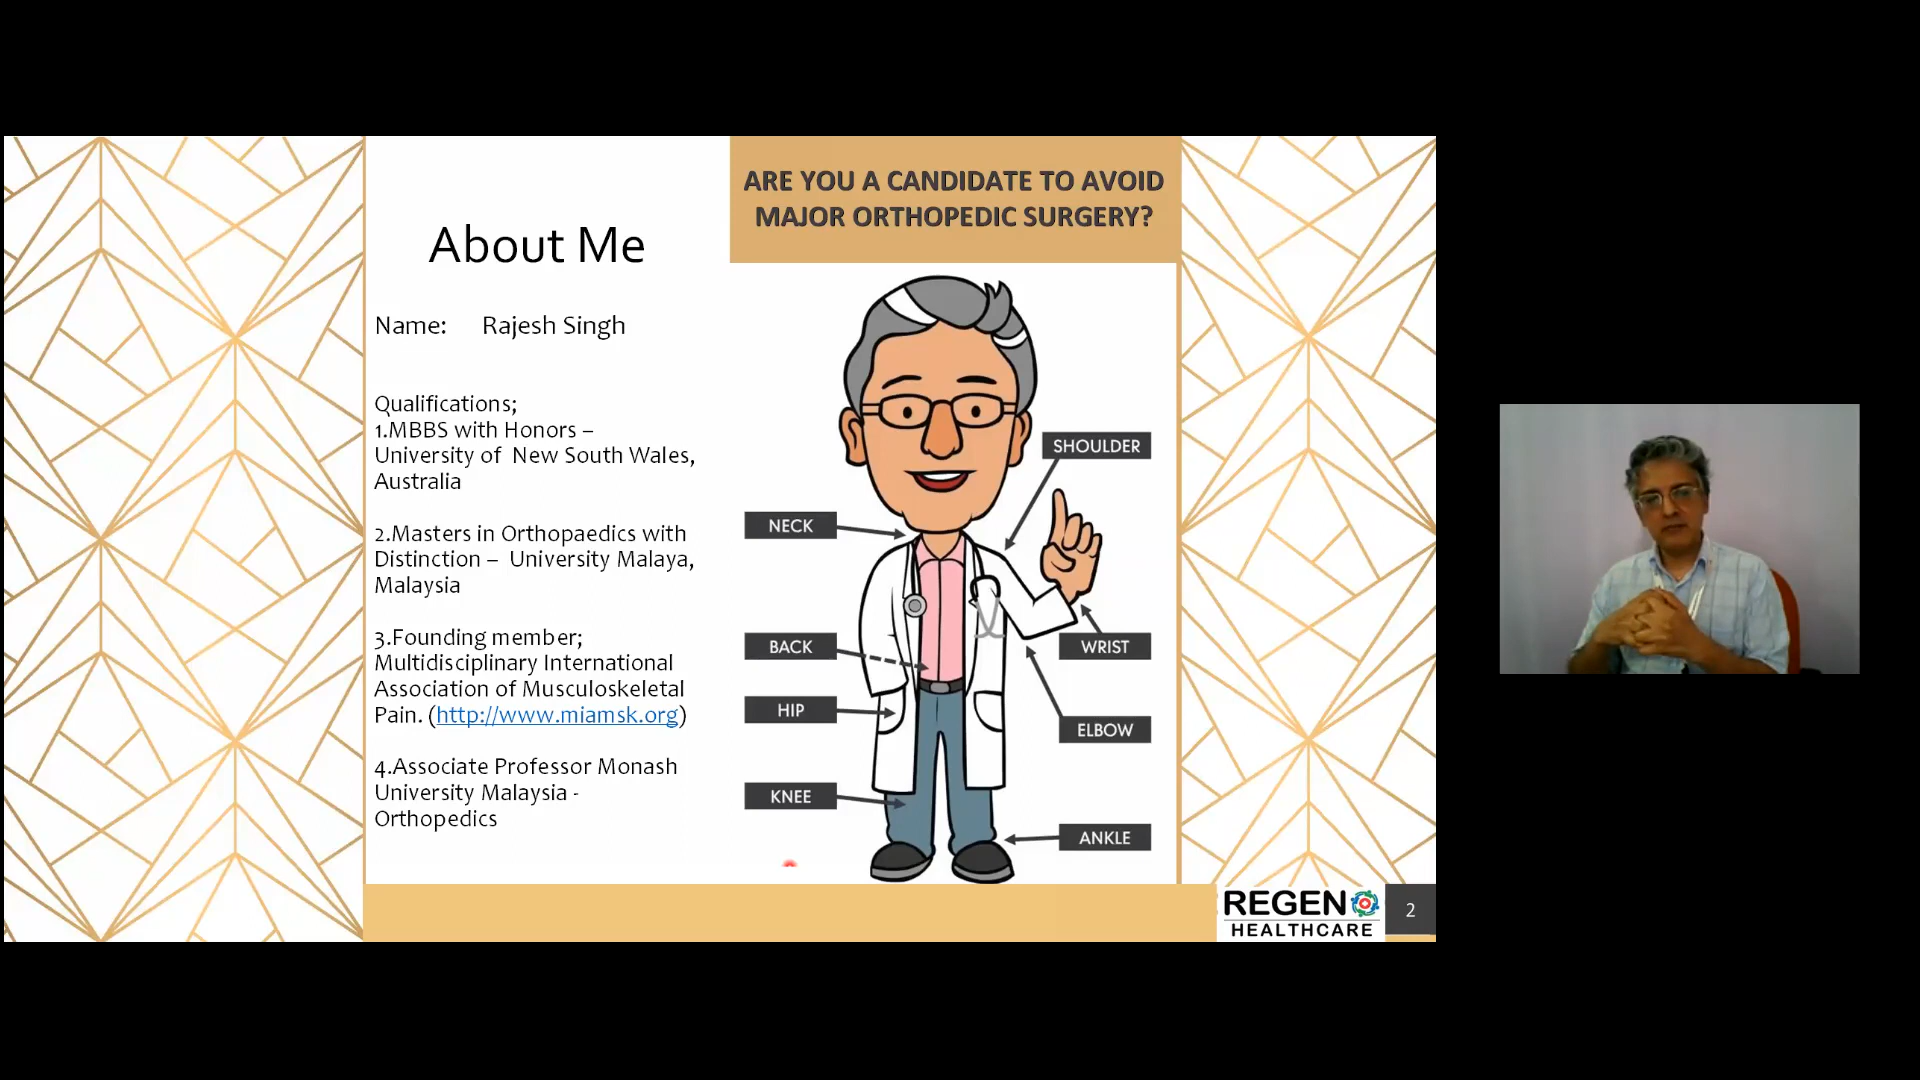 About Me
Name: Rajesh Singh
Qualifications;
1.MBBS with Honors –
University of New South Wales,
Australia
2.Masters in Orthopaedics with
Distinction – University Malaya,
Malaysia
3.Founding member;
Multidisciplinary International
Association of Musculoskeletal
Pain. (http://www.miamsk.org)
4.Associate Professor Monash
University Malaysia -
Orthopedics
ARE YOU A CANDIDATE TO AVOID
MAJOR ORTHOPEDIC SURGERY?
SHOULDER
NECK
BACK
WRIST
HIP
ELBOW
KNEE
ANKLE
REGEN
HEALTHCARE
2